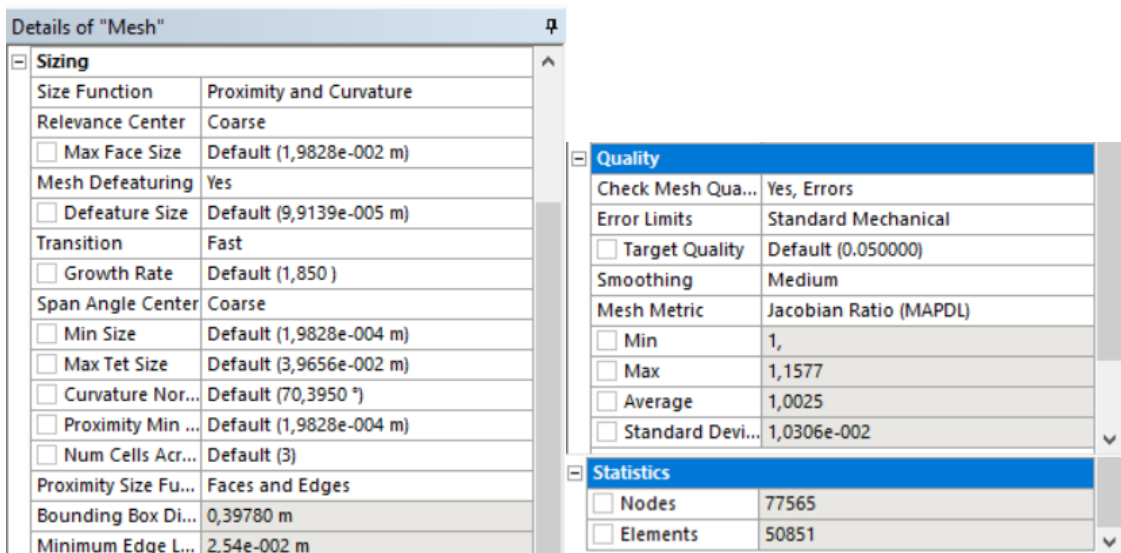 Details of "Mesh"
Sizing
Size Function Proximity and Curvature
Relevance Center Coarse
Max Face Size Default (1,9828e-002 m)
Mesh Defeaturing Yes
Defeature Size Default (9,9139e-005 m)
Transition Fast
Growth Rate Default (1,850 )
Span Angle Center Coarse
Min Size Default (1,9828e-004 m)
Max Tet Size Default (3,9656e-002 m)
Curvature Nor... Default (70,3950 °)
Proximity Min ... Default (1,9828e-004 m)
Num Cells Acr... Default (3)
Proximity Size Fu... Faces and Edges
Bounding Box Di... 0,39780 m
Minimum Edge L... 2,54e-002 m
Quality
Check Mesh Qua... Yes, Errors
Error Limits Standard Mechanical
Target Quality Default (0.050000)
Smoothing Medium
Mesh Metric Jacobian Ratio (MAPDL)
Min 1,
Max 1,1577
Average 1,0025
Standard Devi... 1,0306e-002
Statistics
Nodes 77565
Elements 50851